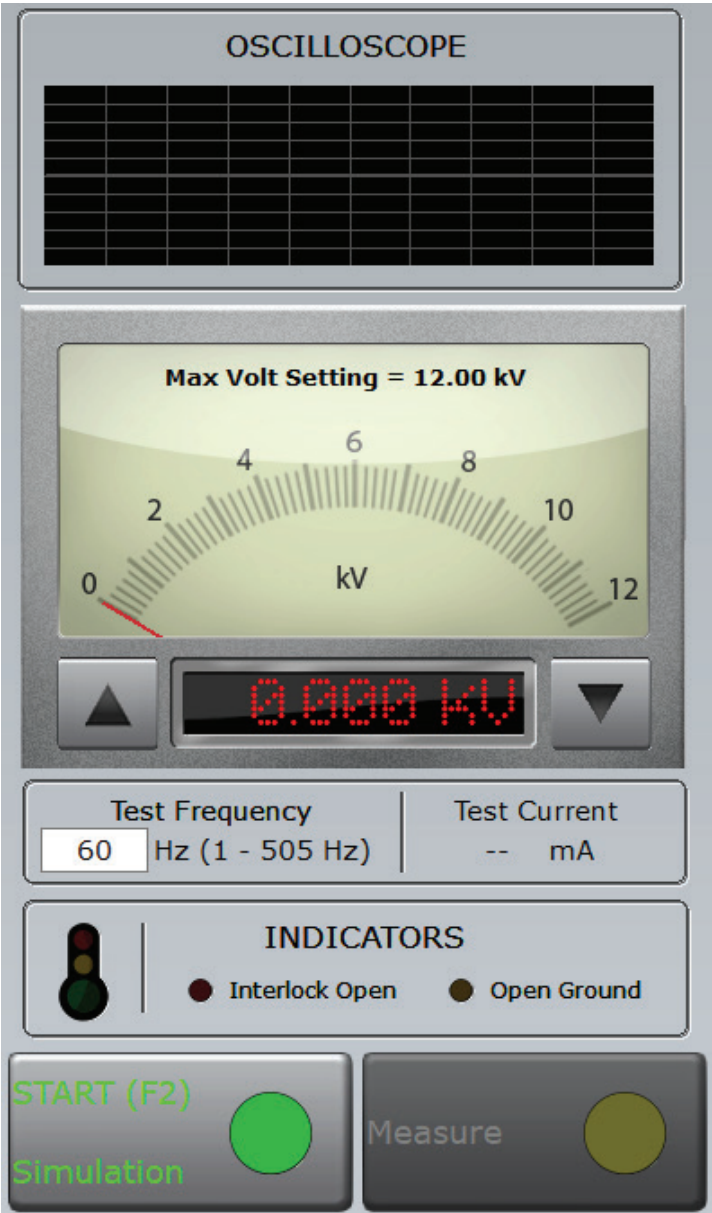 OSCILLOSCOPE
Max Volt Setting = 12.00 kV
0 2 4 6 8 10 12
kV
0.000 kV
Test Frequency
60 Hz (1 - 505 Hz)
Test Current
-- mA
INDICATORS
Interlock Open
Open Ground
START (F2)
Simulation
Measure